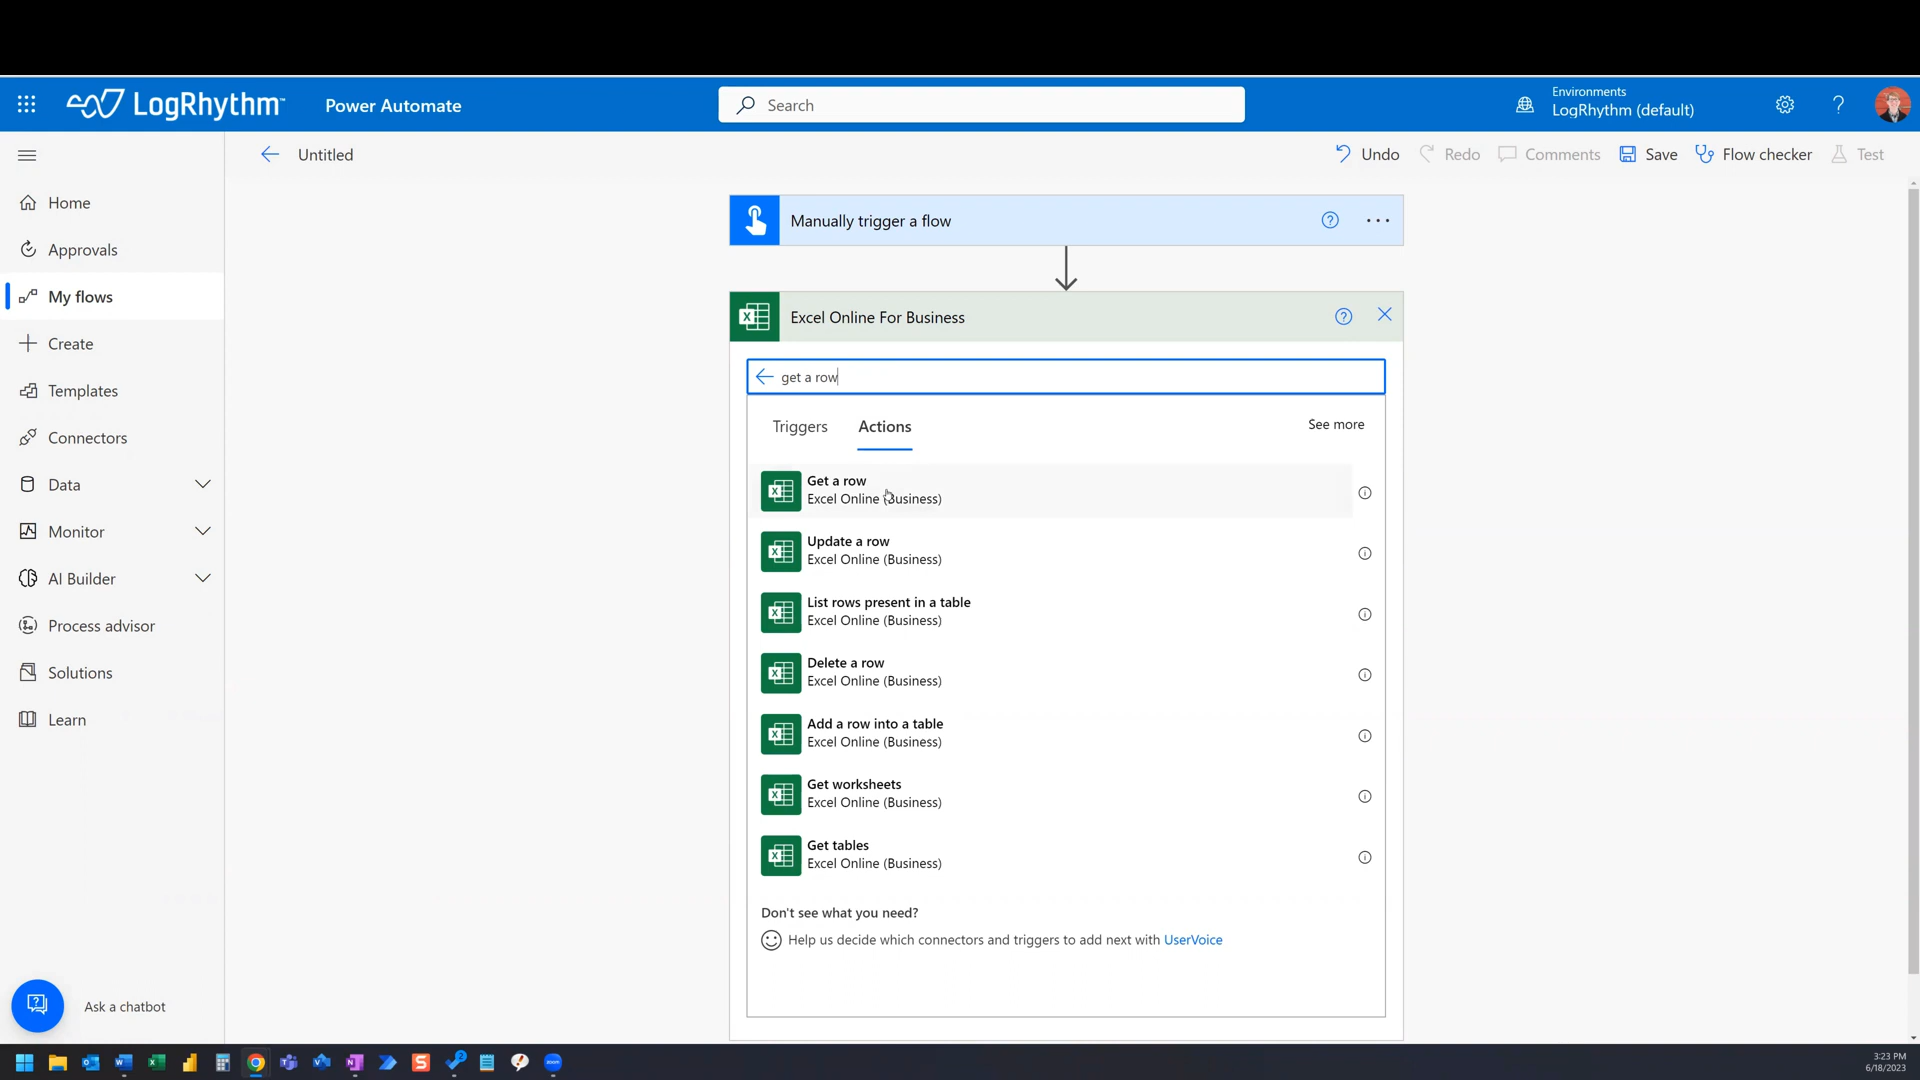 LogRhythm™
Power Automate
Search
Environments
LogRhythm (default)
Untitled
Undo
Redo
Comments
Save
Flow checker
Test
Home
Approvals
My flows
Create
Templates
Connectors
Data
Monitor
AI Builder
Process advisor
Solutions
Learn
Ask a chatbot
Manually trigger a flow
Excel Online For Business
get a row
Triggers
Actions
See more
Get a row
Excel Online (Business)
Update a row
Excel Online (Business)
List rows present in a table
Excel Online (Business)
Delete a row
Excel Online (Business)
Add a row into a table
Excel Online (Business)
Get worksheets
Excel Online (Business)
Get tables
Excel Online (Business)
Don't see what you need?
Help us decide which connectors and triggers to add next with UserVoice
3:23 PM
6/18/2023